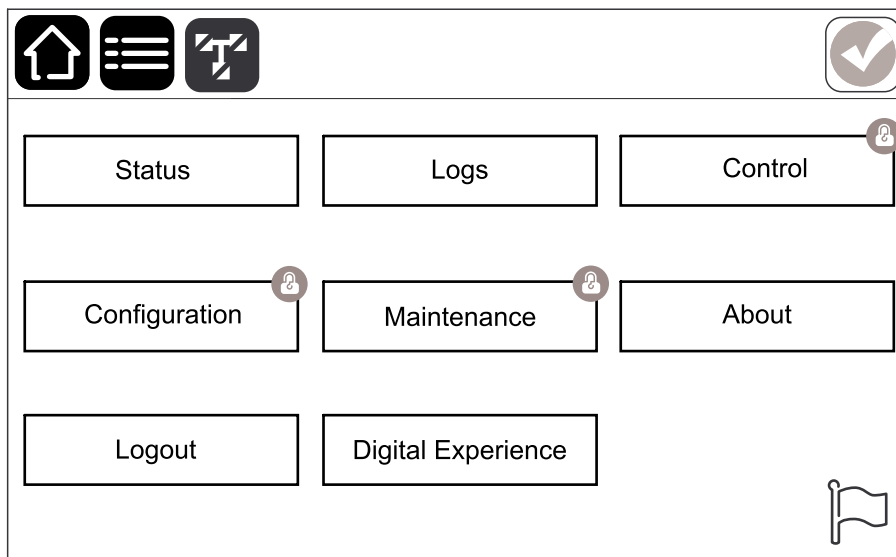 Status
Logs
Control
Configuration
Maintenance
About
Logout
Digital Experience